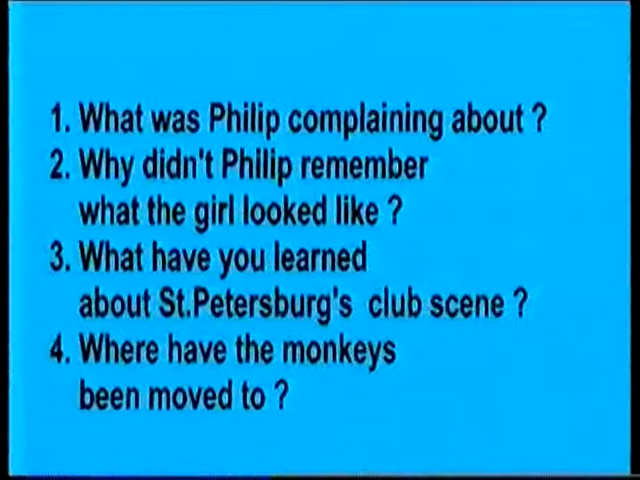 1. What was Philip complaining about ?
2. Why didn't Philip remember
what the girl looked like ?
3. What have you learned
about St.Petersburg's club scene ?
4. Where have the monkeys
been moved to ?